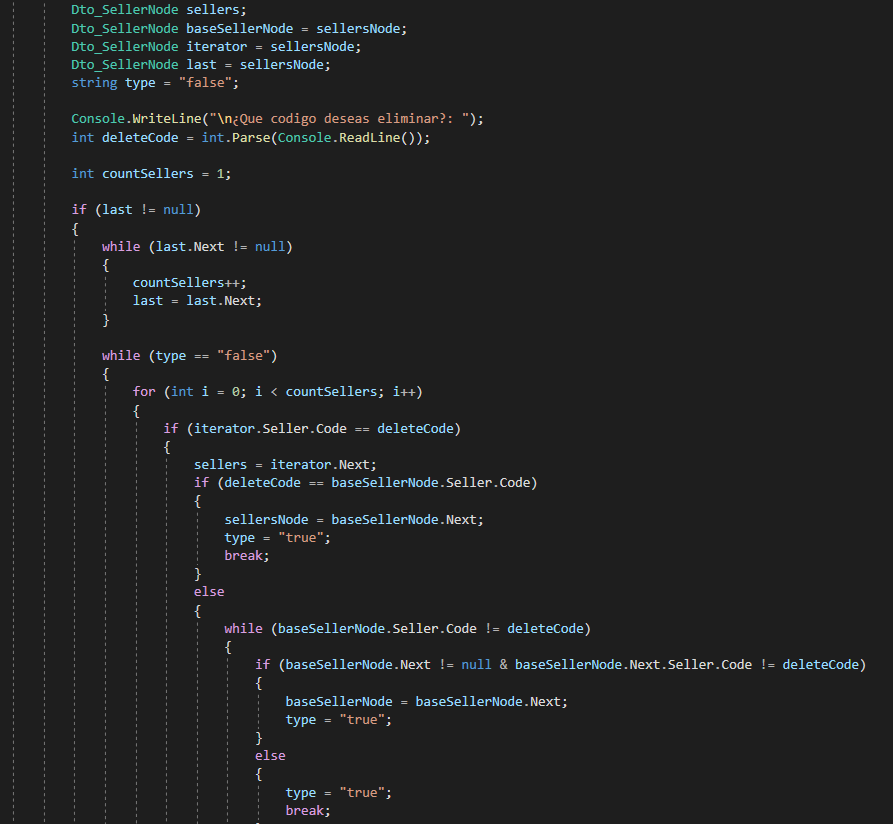 Dto_SellerNode sellers;
Dto_SellerNode baseSellerNode = sellersNode;
Dto_SellerNode iterator = sellersNode;
Dto_SellerNode last = sellersNode;
string type = "false";
Console.WriteLine("\n¿Que codigo deseas eliminar?: ");
int deleteCode = int.Parse(Console.ReadLine());
int countSellers = 1;
if (last != null)
{
while (last.Next != null)
{
countSellers++;
last = last.Next;
}
while (type == "false")
{
for (int i = 0; i < countSellers; i++)
{
if (iterator.Seller.Code == deleteCode)
{
sellers = iterator.Next;
if (deleteCode == baseSellerNode.Seller.Code)
{
sellersNode = baseSellerNode.Next;
type = "true";
break;
}
else
{
while (baseSellerNode.Seller.Code != deleteCode)
{
if (baseSellerNode.Next != null & baseSellerNode.Next.Seller.Code != deleteCode)
{
baseSellerNode = baseSellerNode.Next;
type = "true";
}
else
{
type = "true";
break;